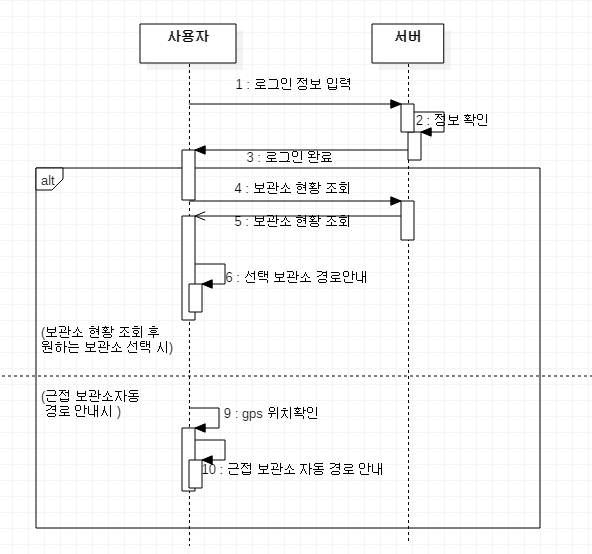 사용자
서버
1 : 로그인 정보 입력
2 : 정보 확인
3 : 로그인 완료
alt
4 : 보관소 현황 조회
5 : 보관소 현황 조회
6 : 선택 보관소 경로안내
(보관소 현황 조회 후
원하는 보관소 선택 시)
(근접 보관소자동
경로 안내시 )
9 : gps 위치확인
10 : 근접 보관소 자동 경로 안내